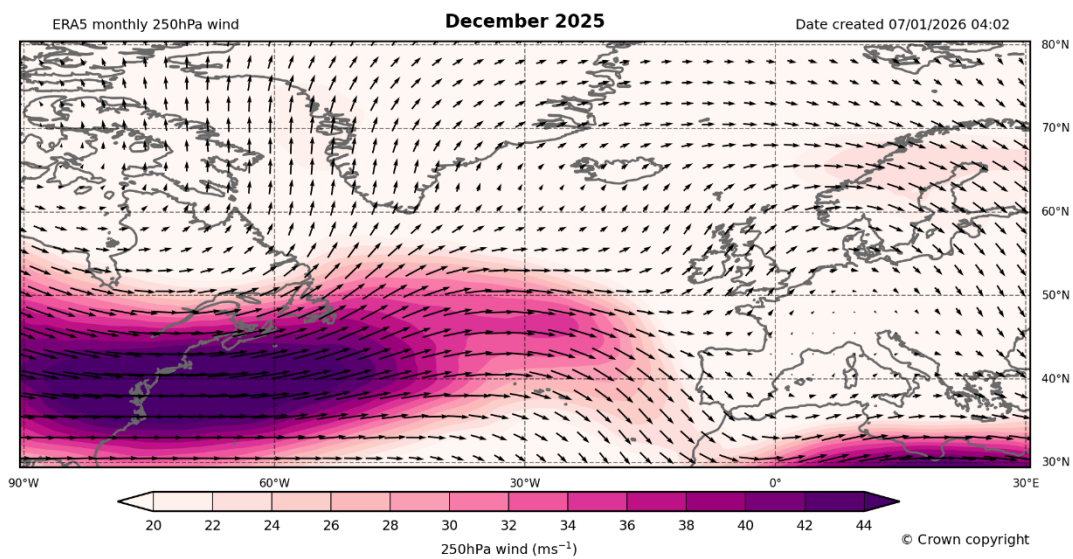 ERA5 monthly 250hPa wind
December 2025
Date created 07/01/2026 04:02
80°N
70°N
60°N
50°N
40°N
30°N
90°W 60°W 30°W 0° 30°E
20 22 24 26 28 30 32 34 36 38 40 42 44
250hPa wind (ms⁻¹)
© Crown copyright